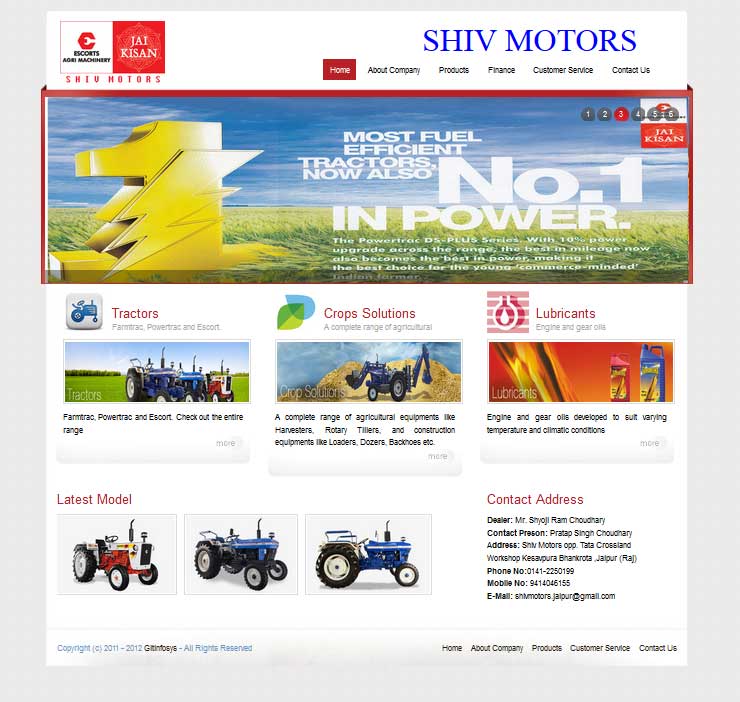 ESCORTS
AGRI MACHINERY
JAI
KISAN
SHIV MOTORS
SHIV MOTORS
Home About Company Products Finance Customer Service Contact Us
1 2 3 4 5 6
JAI
KISAN
MOST FUEL
EFFICIENT
TRACTORS,
NOW ALSO
No.1
IN POWER.
The Powertrac DS-PLUS Series. With 10% power
upgrade across the range, the best in mileage now
also becomes the best in power, making it
the best choice for the young 'commerce-minded'
Indian farmer.
Tractors
Farmtrac, Powertrac and Escort.
Crops Solutions
A complete range of agricultural
Lubricants
Engine and gear oils
Tractors
Crop Solutions
Lubricants
Farmtrac, Powertrac and Escort. Check out the entire
range
more
A complete range of agricultural equipments like
Harvesters, Rotary Tillers, and construction
equipments like Loaders, Dozers, Backhoes etc.
more
Engine and gear oils developed to suit varying
temperature and climatic conditions
more
Latest Model
Contact Address
Dealer: Mr. Shyoji Ram Choudhary
Contact Preson: Pratap Singh Choudhary
Address: Shiv Motors opp. Tata Crossland
Workshop Kesavpura Bhankrota ,Jaipur (Raj)
Phone No:0141-2250199
Mobile No: 9414046155
E-Mail: shivmotors.jaipur@gmail.com
Copyright (c) 2011 - 2012 Gitinfosys - All Rights Reserved
Home About Company Products Customer Service Contact Us